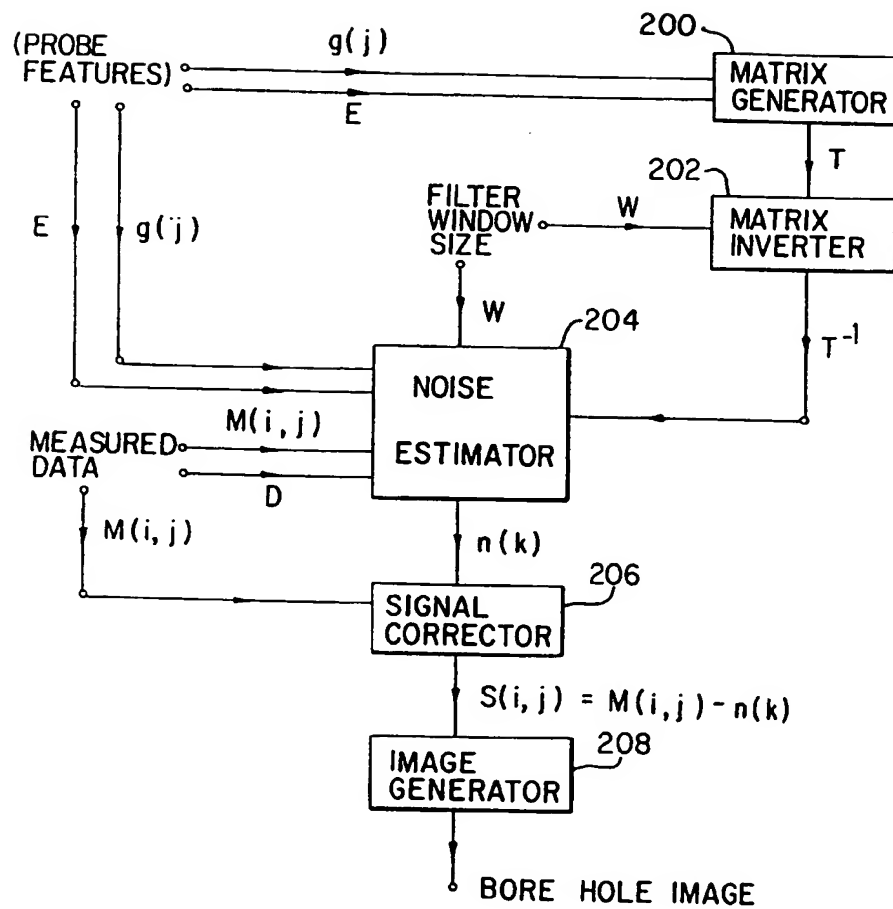 (PROBE
FEATURES)
g(j)
E
200
MATRIX
GENERATOR
T
202
MATRIX
INVERTER
FILTER
WINDOW
SIZE
W
E
g(j)
W
204
T-1
NOISE
ESTIMATOR
MEASURED
DATA
M(i,j)
D
M(i,j)
n(k)
206
SIGNAL
CORRECTOR
S(i,j) = M(i,j)-n(k)
208
IMAGE
GENERATOR
BORE HOLE IMAGE